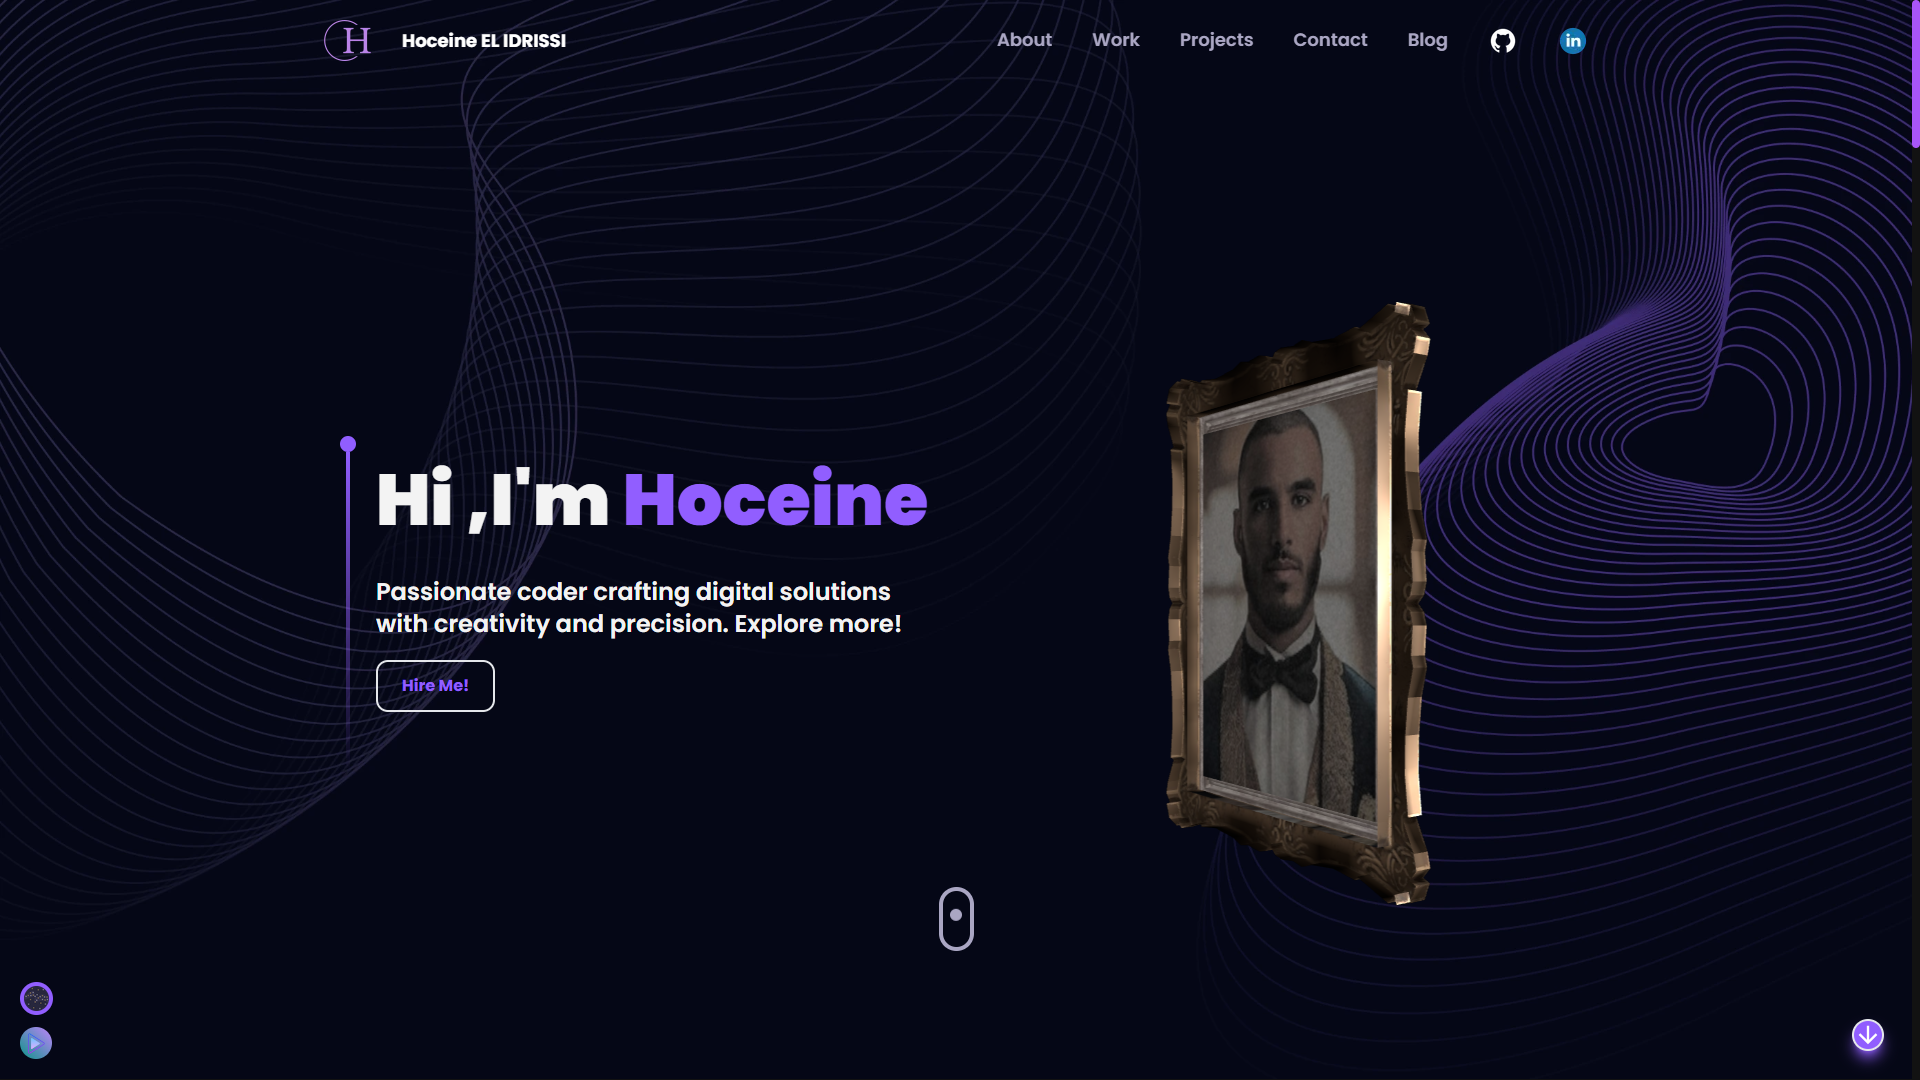 H
Hoceine EL IDRISSI
About
Work
Projects
Contact
Blog
in
Hi ,I'm Hoceine
Passionate coder crafting digital solutions
with creativity and precision. Explore more!
Hire Me!